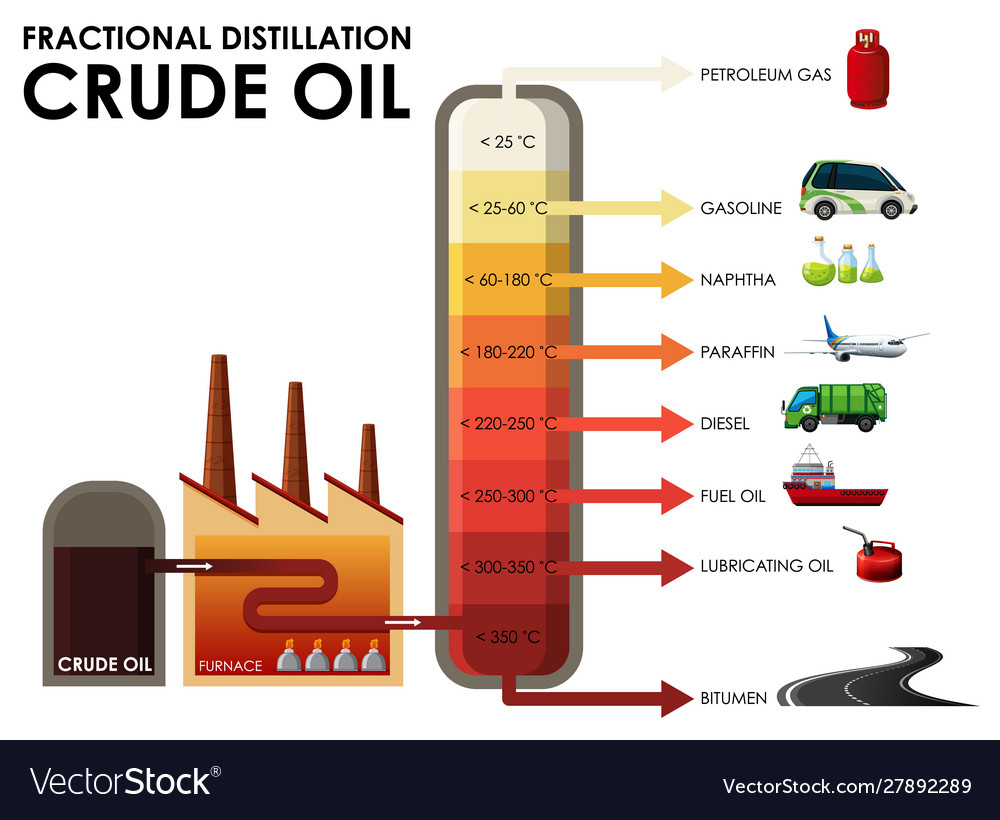 FRACTIONAL DISTILLATION
CRUDE OIL
PETROLEUM GAS
< 25 °C
< 25-60 °C
GASOLINE
< 60-180 °C
NAPHTHA
< 180-220 °C
PARAFFIN
< 220-250 °C
DIESEL
< 250-300 °C
FUEL OIL
< 300-350 °C
LUBRICATING OIL
< 350 °C
CRUDE OIL
FURNACE
BITUMEN
VectorStock®
VectorStock.com/27892289